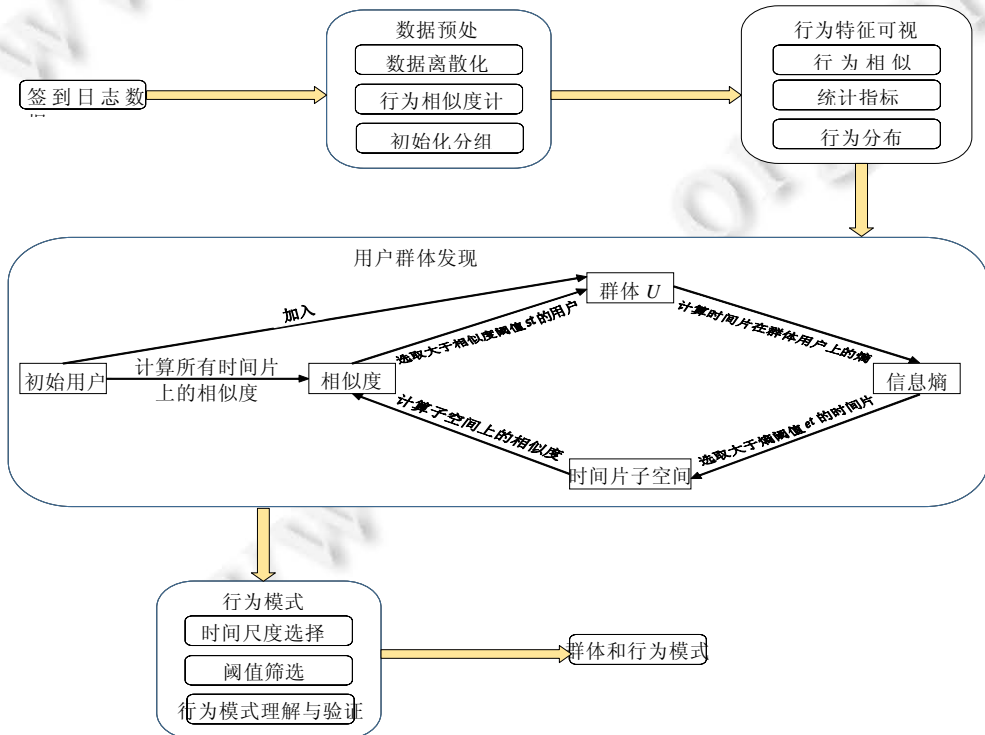 数据预处
数据离散化
行为相似度计
初始化分组
行为特征可视
行为相似
统计指标
行为分布
签到日志数
用户群体发现
群体 U
加入
选取大于相似度阈值 st 的用户
计算时间片在群体用户上的熵
初始用户
计算所有时间片
上的相似度
相似度
信息熵
计算子空间上的相似度
选取大于熵阈值 et 的时间片
时间片子空间
行为模式
时间尺度选择
阈值筛选
行为模式理解与验证
群体和行为模式